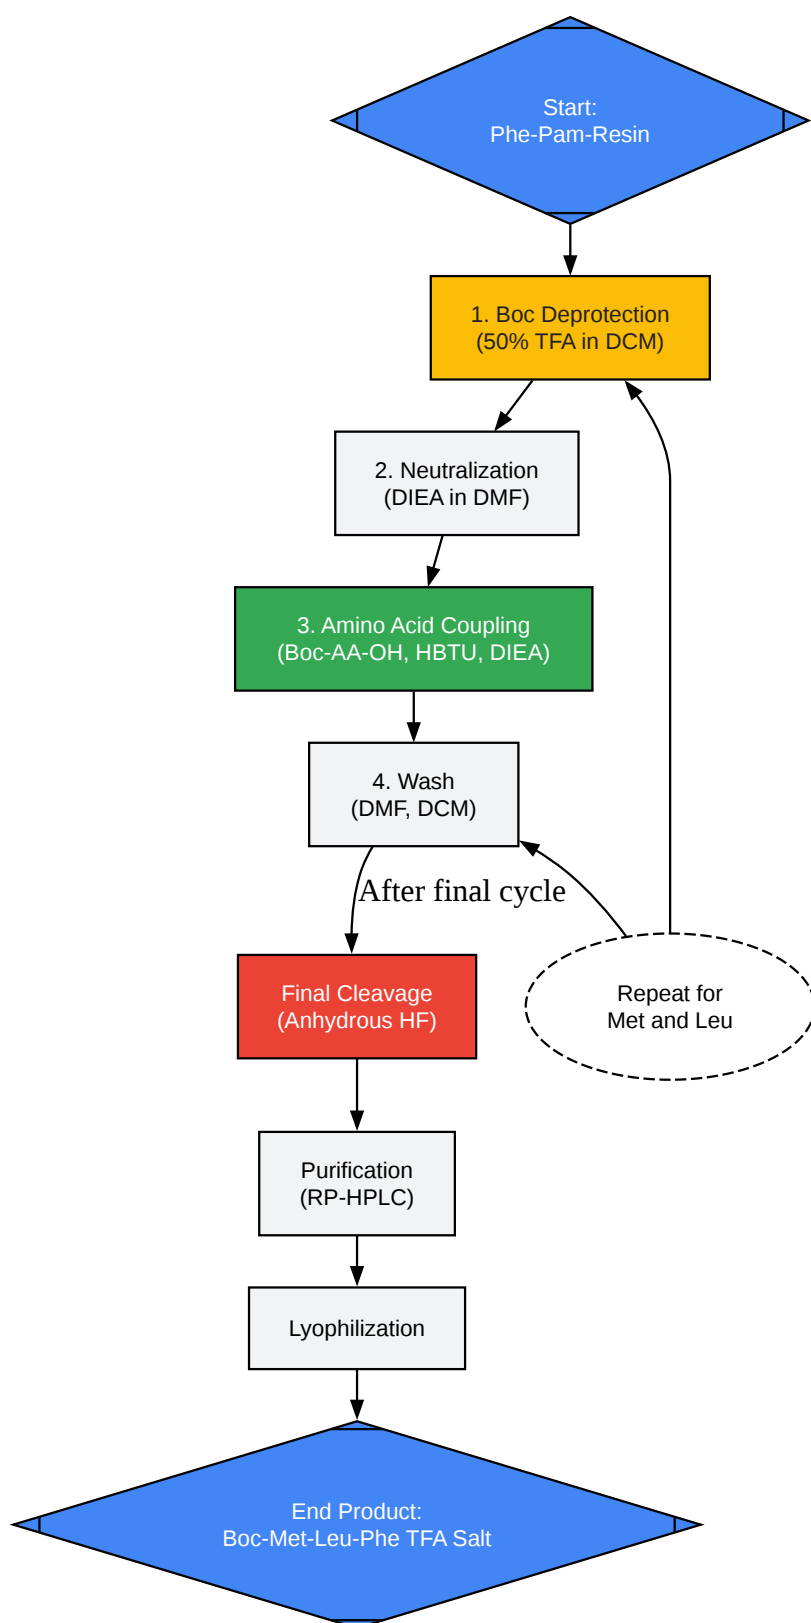 Start:
Phe-Pam-Resin
1. Boc Deprotection
(50% TFA in DCM)
2. Neutralization
(DIEA in DMF)
3. Amino Acid Coupling
(Boc-AA-OH, HBTU, DIEA)
4. Wash
(DMF, DCM)
After final cycle
Final Cleavage
(Anhydrous HF)
Repeat for
Met and Leu
Purification
(RP-HPLC)
Lyophilization
End Product:
Boc-Met-Leu-Phe TFA Salt